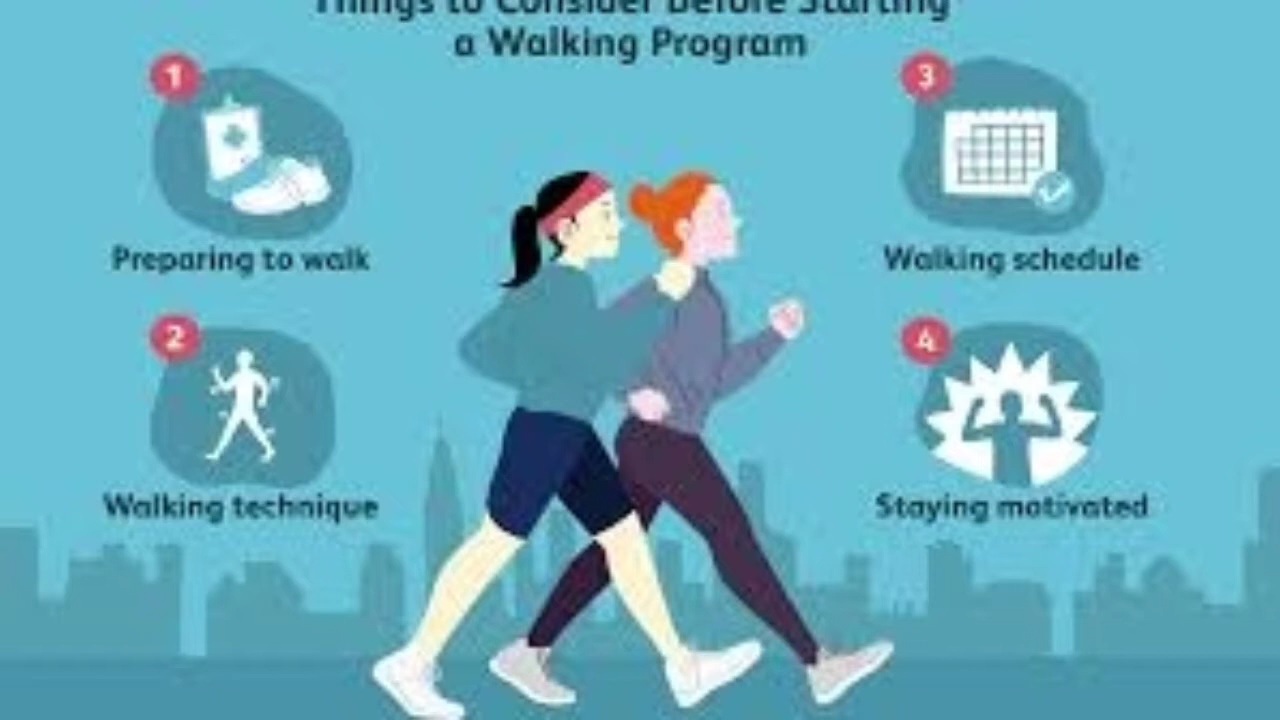 Things to Consider Before Starting
a Walking Program
1
Preparing to walk
2
Walking technique
3
Walking schedule
4
Staying motivated